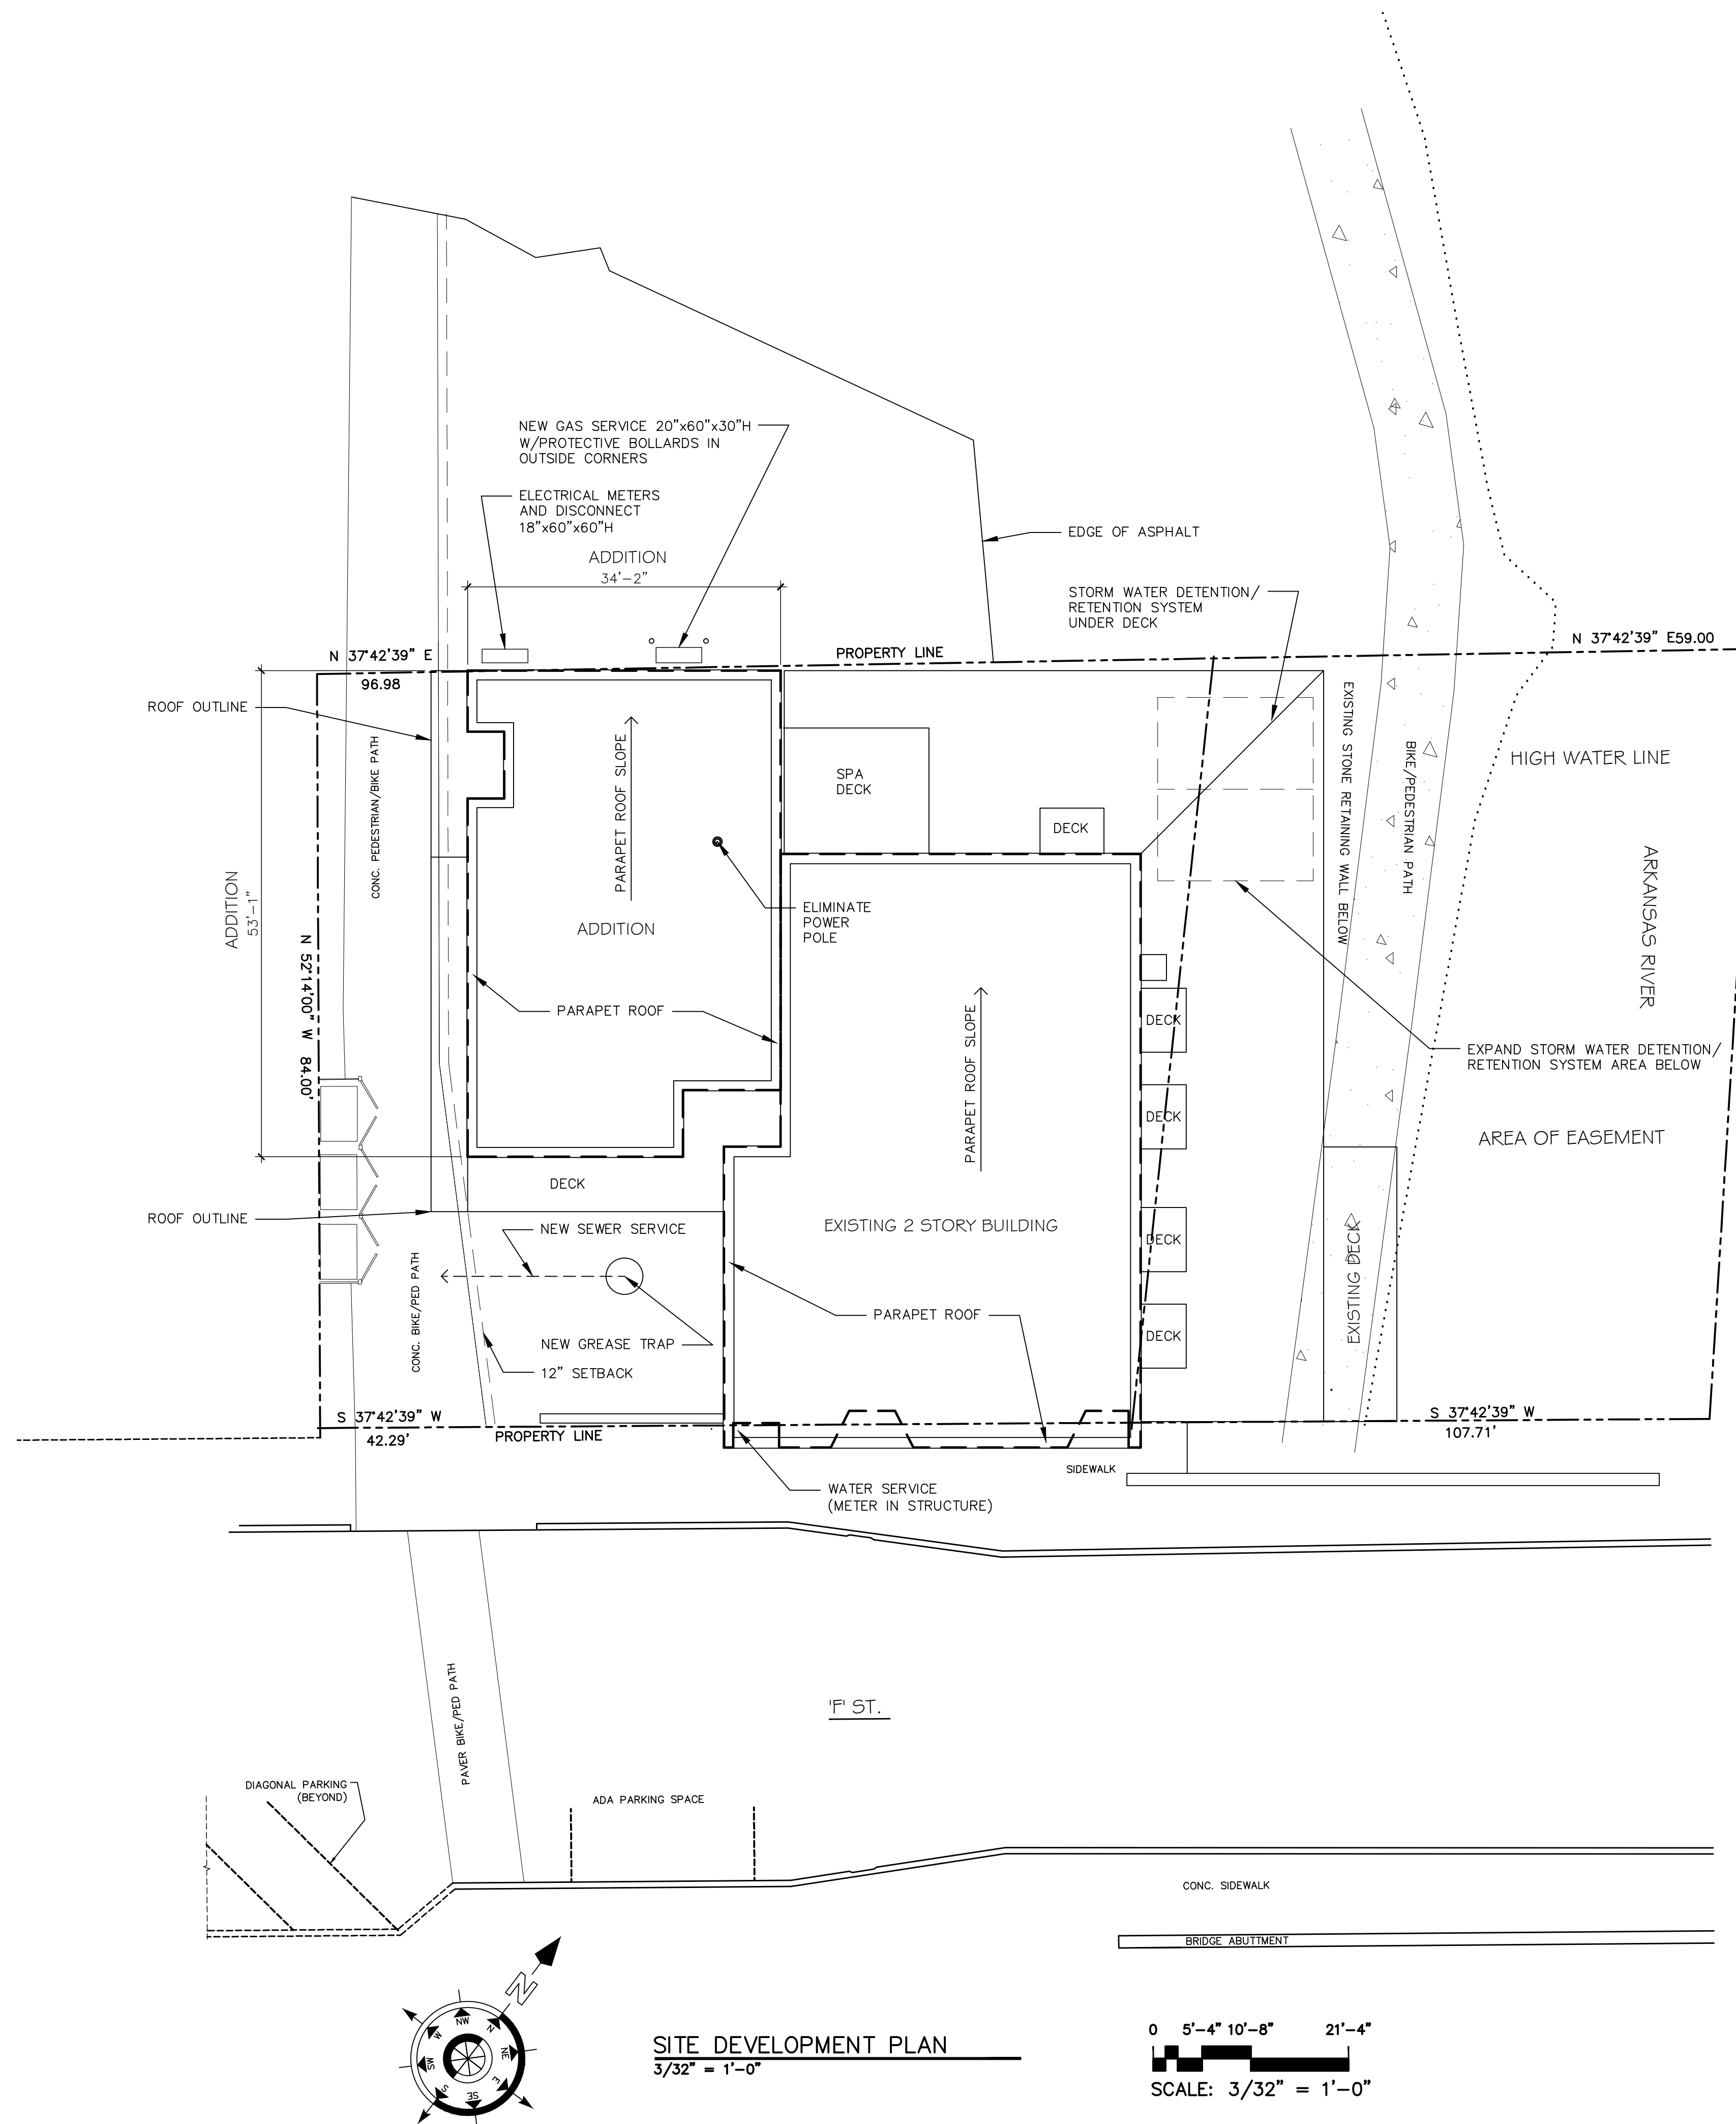 NEW GAS SERVICE 20"x60"x30"H
W/PROTECTIVE BOLLARDS IN
OUTSIDE CORNERS
ELECTRICAL METERS
AND DISCONNECT
18"x60"x60"H
ADDITION
34'-2"
EDGE OF ASPHALT
STORM WATER DETENTION/
RETENTION SYSTEM
UNDER DECK
N 37°42'39" E
96.98
PROPERTY LINE
N 37°42'39" E59.00
ROOF OUTLINE
CONC. PEDESTRIAN/BIKE PATH
PARAPET ROOF SLOPE
SPA
DECK
DECK
EXISTING STONE RETAINING WALL BELOW
BIKE/PEDESTRIAN PATH
HIGH WATER LINE
ARKANSAS RIVER
ADDITION
53'-1"
N 52°14'00" W 84.00'
ADDITION
ELIMINATE
POWER
POLE
PARAPET ROOF
PARAPET ROOF SLOPE
DECK
EXPAND STORM WATER DETENTION/
RETENTION SYSTEM AREA BELOW
DECK
AREA OF EASEMENT
DECK
ROOF OUTLINE
NEW SEWER SERVICE
EXISTING 2 STORY BUILDING
DECK
EXISTING DECK
CONC. BIKE/PED PATH
PARAPET ROOF
NEW GREASE TRAP
DECK
12" SETBACK
S 37°42'39" W
42.29'
PROPERTY LINE
S 37°42'39" W
107.71'
SIDEWALK
WATER SERVICE
(METER IN STRUCTURE)
PAVER BIKE/PED PATH
'F' ST.
DIAGONAL PARKING
(BEYOND)
ADA PARKING SPACE
CONC. SIDEWALK
BRIDGE ABUTTMENT
N
N
NE
E
SE
S
SW
W
NW
SITE DEVELOPMENT PLAN
3/32" = 1'-0"
0 5'-4" 10'-8" 21'-4"
SCALE: 3/32" = 1'-0"